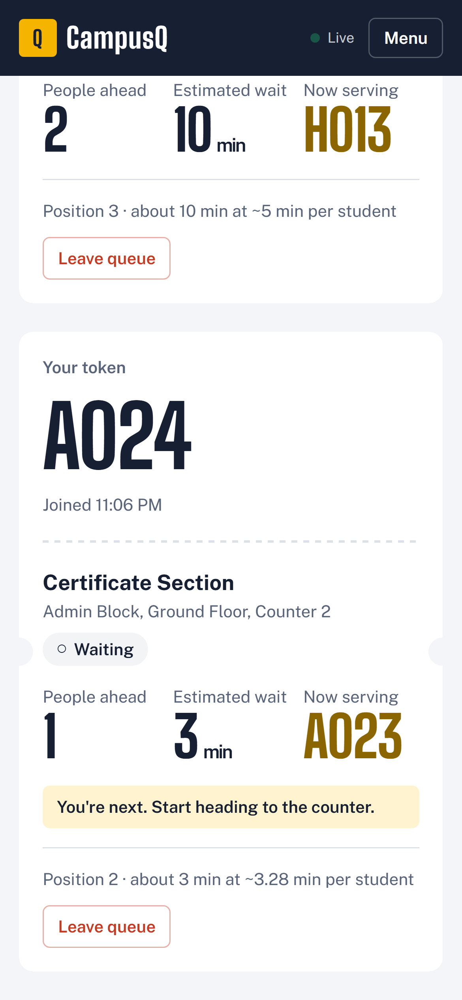 Q CampusQ Live Menu
People ahead Estimated wait Now serving
2 10 min H013
Position 3 · about 10 min at ~5 min per student
Leave queue
Your token
A024
Joined 11:06 PM
Certificate Section
Admin Block, Ground Floor, Counter 2
Waiting
People ahead Estimated wait Now serving
1 3 min A023
You're next. Start heading to the counter.
Position 2 · about 3 min at ~3.28 min per student
Leave queue